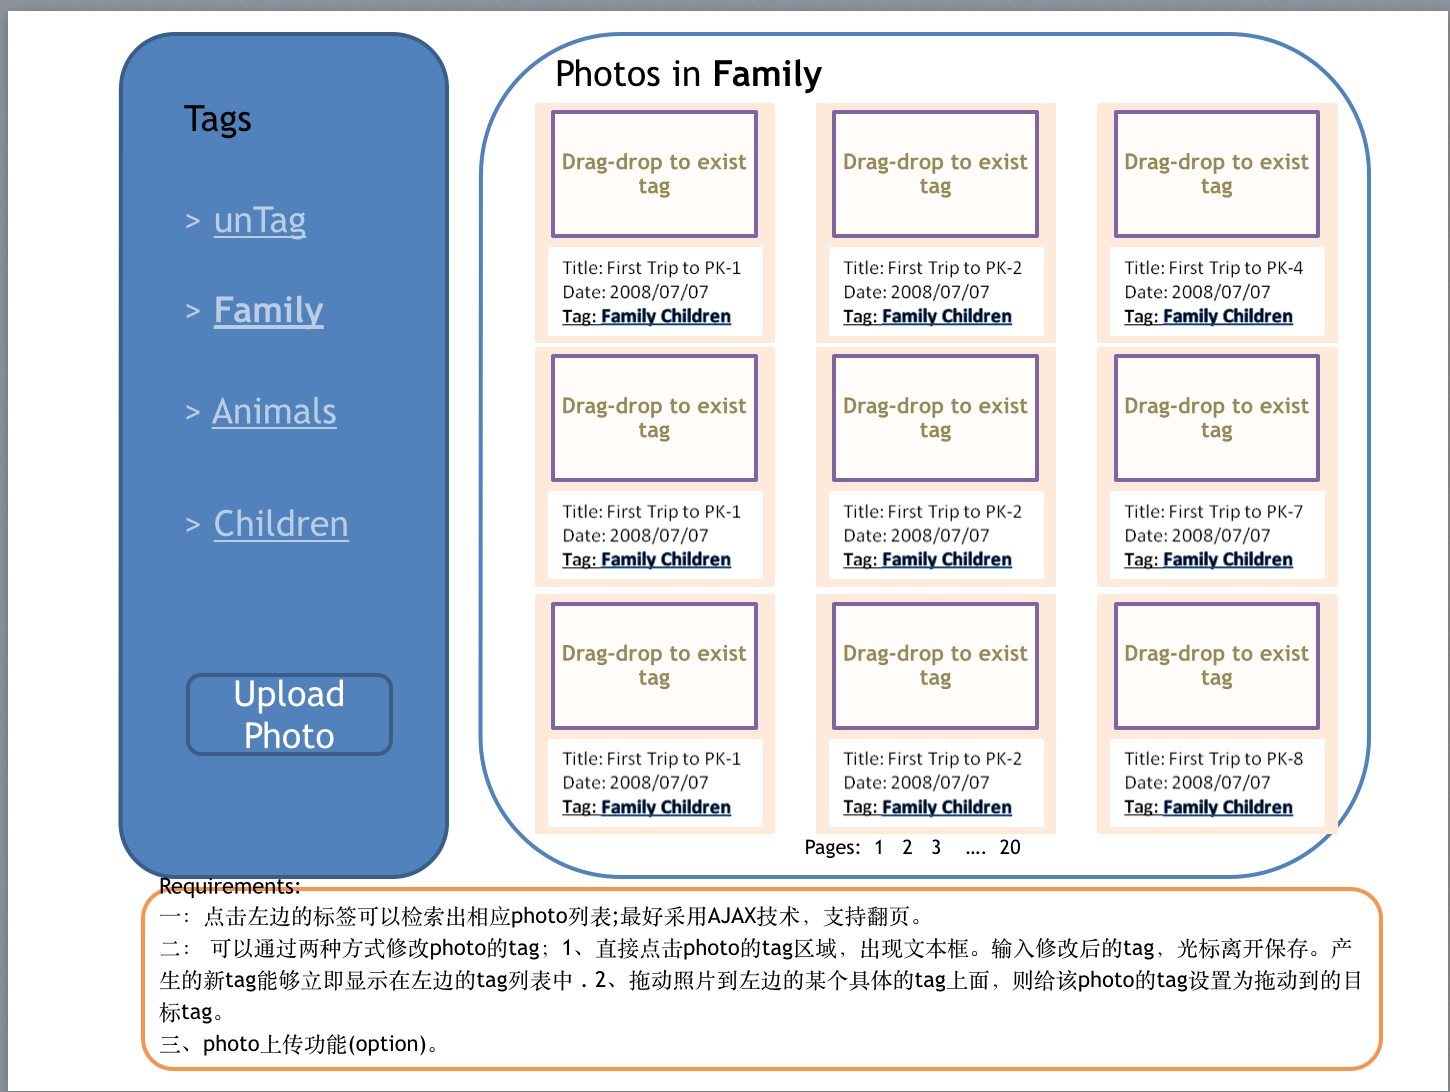 Tags
> unTag
> Family
> Animals
> Children
Upload
Photo
Photos in Family
Drag-drop to exist
tag
Title: First Trip to PK-1
Date: 2008/07/07
Tag: Family Children
Drag-drop to exist
tag
Title: First Trip to PK-2
Date: 2008/07/07
Tag: Family Children
Drag-drop to exist
tag
Title: First Trip to PK-4
Date: 2008/07/07
Tag: Family Children
Drag-drop to exist
tag
Title: First Trip to PK-1
Date: 2008/07/07
Tag: Family Children
Drag-drop to exist
tag
Title: First Trip to PK-2
Date: 2008/07/07
Tag: Family Children
Drag-drop to exist
tag
Title: First Trip to PK-7
Date: 2008/07/07
Tag: Family Children
Drag-drop to exist
tag
Title: First Trip to PK-1
Date: 2008/07/07
Tag: Family Children
Drag-drop to exist
tag
Title: First Trip to PK-2
Date: 2008/07/07
Tag: Family Children
Drag-drop to exist
tag
Title: First Trip to PK-8
Date: 2008/07/07
Tag: Family Children
Pages: 1 2 3 .... 20
Requirements:
一：点击左边的标签可以检索出相应photo列表;最好采用AJAX技术，支持翻页。
二： 可以通过两种方式修改photo的tag；1、直接点击photo的tag区域，出现文本框。输入修改后的tag，光标离开保存。产
生的新tag能够立即显示在左边的tag列表中．2、拖动照片到左边的某个具体的tag上面，则给该photo的tag设置为拖动到的目
标tag。
三、photo上传功能(option)。